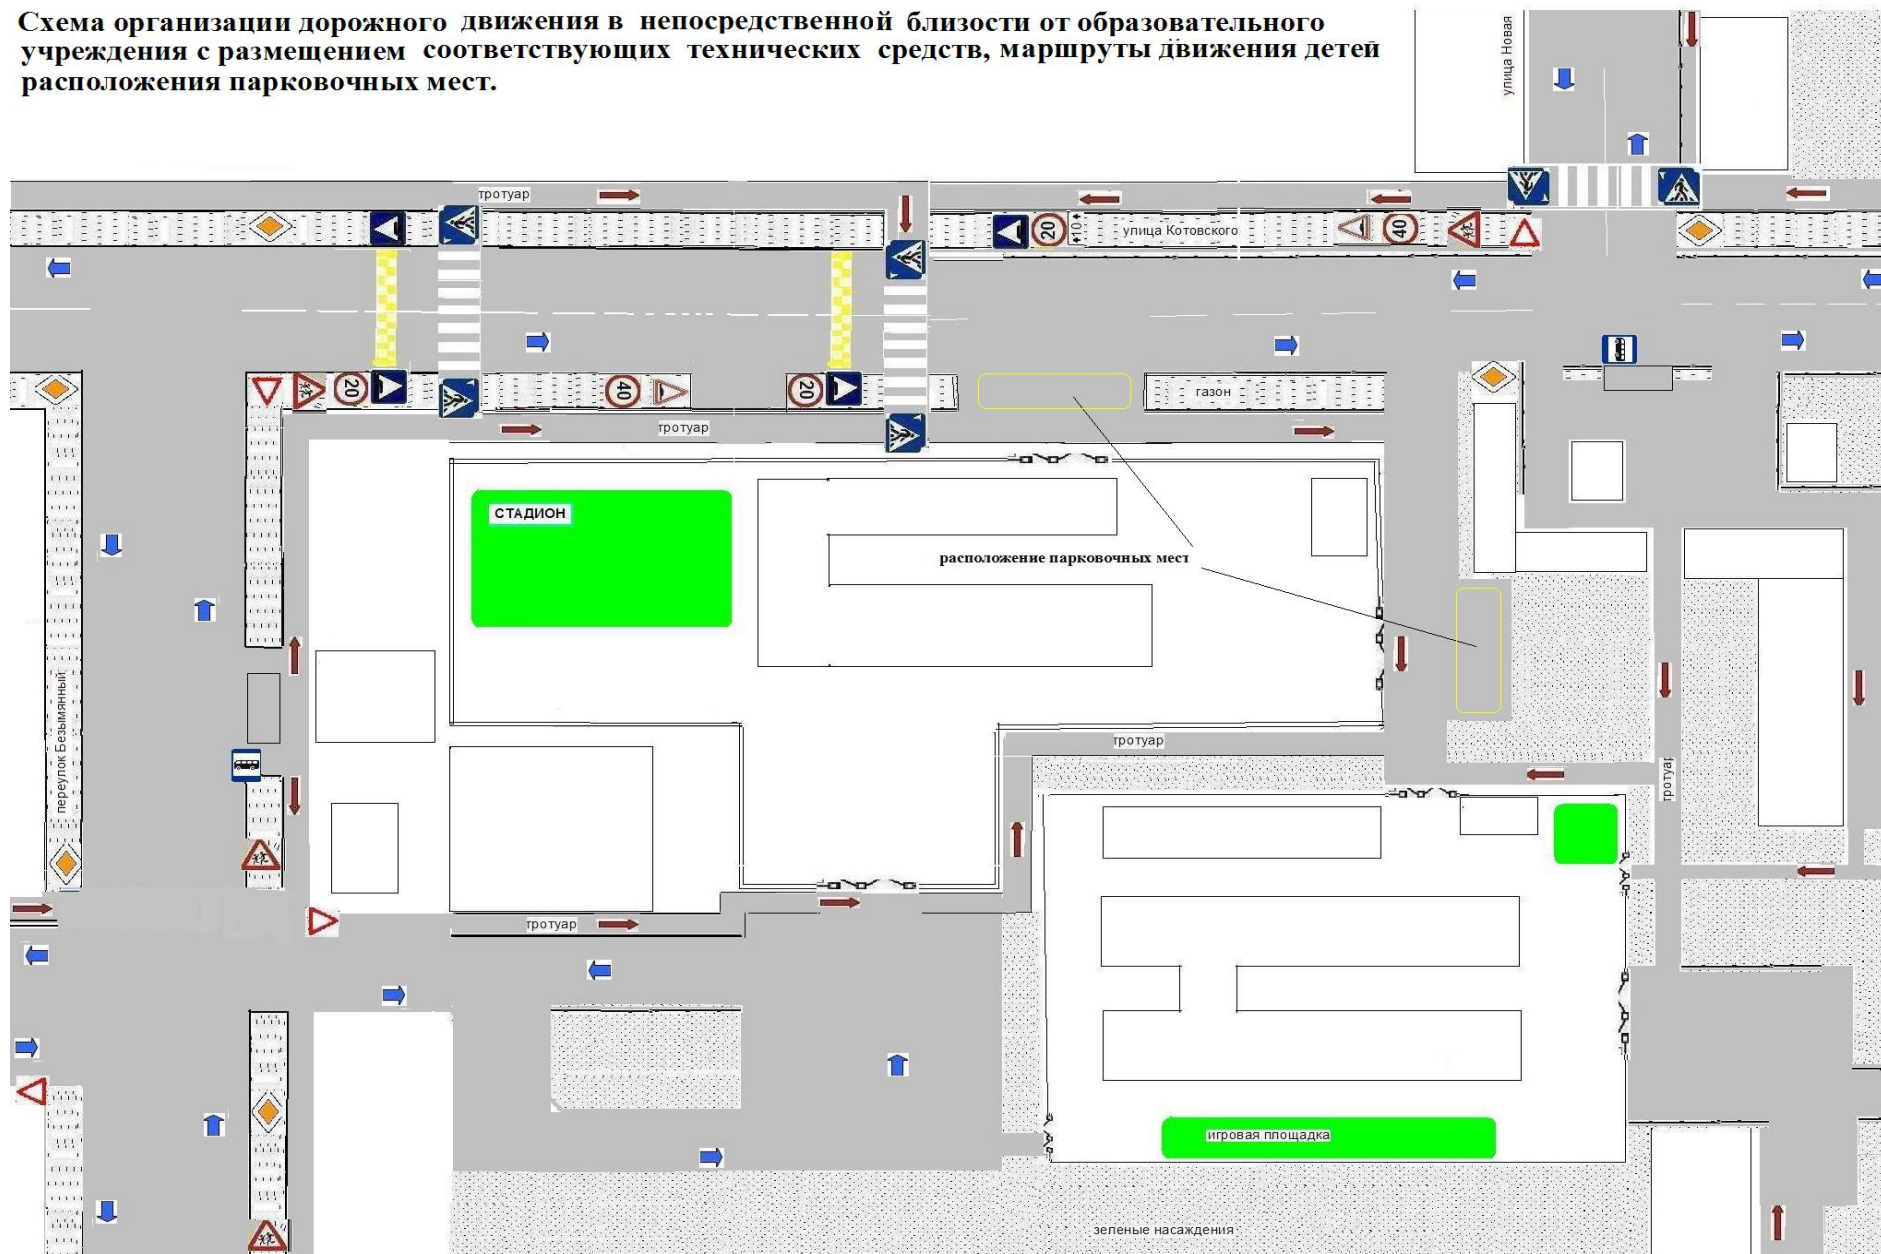 Схема организации дорожного движения в непосредственной близости от образовательного
учреждения с размещением соответствующих технических средств, маршруты движения детей
расположения парковочных мест.
улица Новая
тротуар
20
10
улица Котовского
40
20
40
20
газон
тротуар
СТАДИОН
расположение парковочных мест
переулок Безымянный
тротуар
тротуар
тротуар
игровая площадка
зеленые насаждения